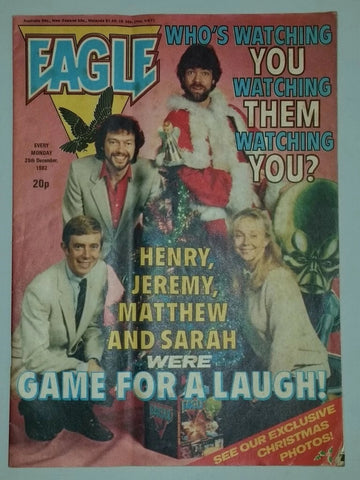 EAGLE
EVERY
MONDAY
25th December,
1982
20p
WHO'S WATCHING
YOU
WATCHING
THEM
WATCHING
YOU?
HENRY,
JEREMY,
MATTHEW
AND SARAH
WERE
GAME FOR A LAUGH!
SEE OUR EXCLUSIVE
CHRISTMAS
PHOTOS!